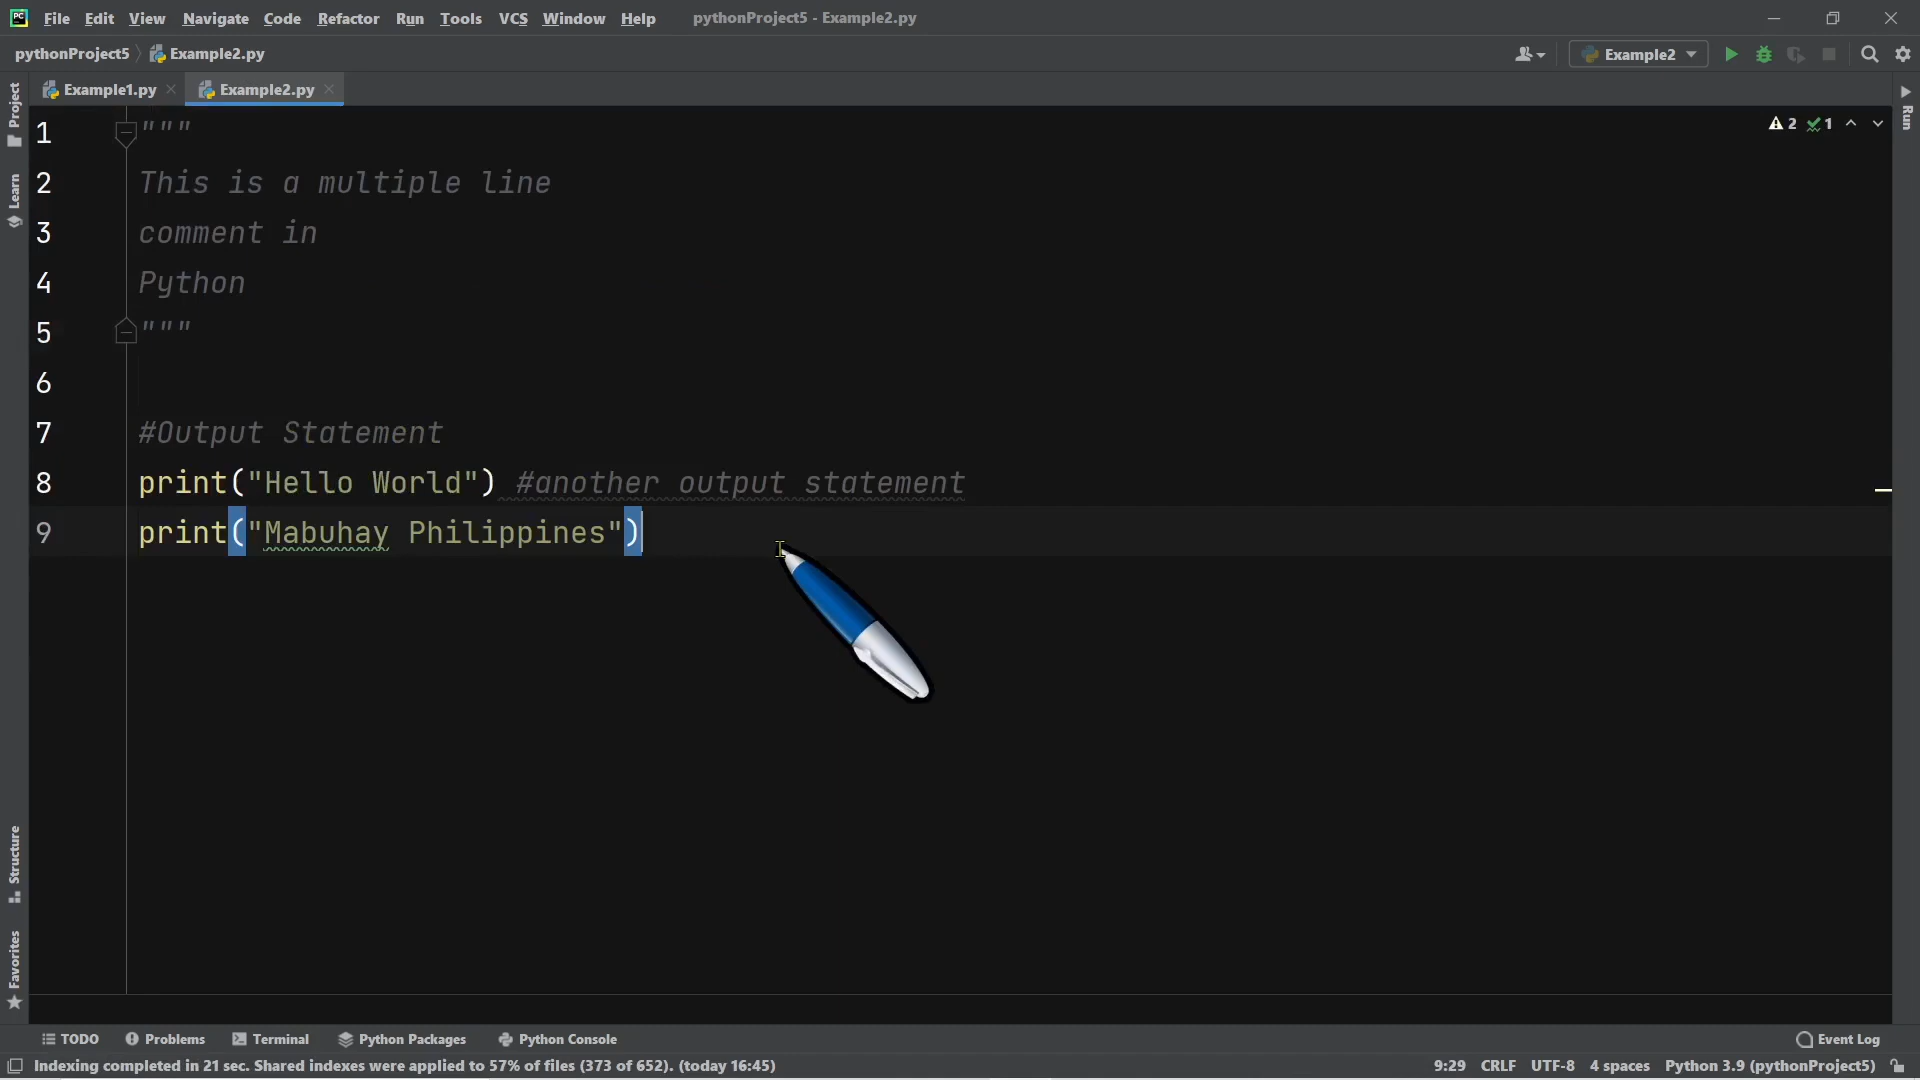 PC File Edit View Navigate Code Refactor Run Tools VCS Window Help pythonProject5 - Example2.py
pythonProject5 Example2.py Example2
Example1.py Example2.py
Project
Learn
Structure
Favorites
Run
2 1
1 """
2 This is a multiple line
3 comment in
4 Python
5 """
6
7 #Output Statement
8 print("Hello World") #another output statement
9 print("Mabuhay Philippines")
TODO Problems Terminal Python Packages Python Console Event Log
Indexing completed in 21 sec. Shared indexes were applied to 57% of files (373 of 652). (today 16:45) 9:29 CRLF UTF-8 4 spaces Python 3.9 (pythonProject5)